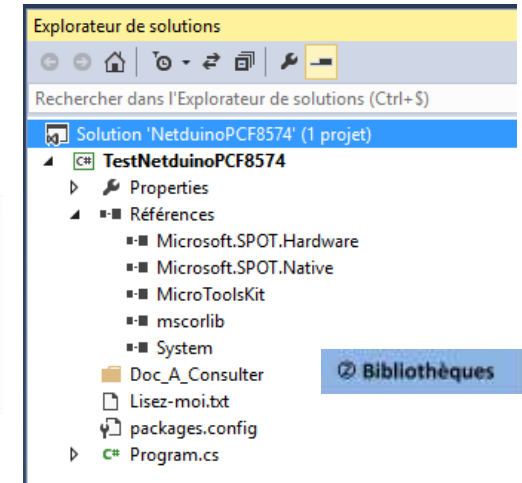 Explorateur de solutions
Rechercher dans l'Explorateur de solutions (Ctrl+$)
Solution 'NetduinoPCF8574' (1 projet)
C# TestNetduinoPCF8574
Properties
Références
Microsoft.SPOT.Hardware
Microsoft.SPOT.Native
MicroToolsKit
mscorlib
System
Doc_A_Consulter
② Bibliothèques
Lisez-moi.txt
packages.config
C# Program.cs